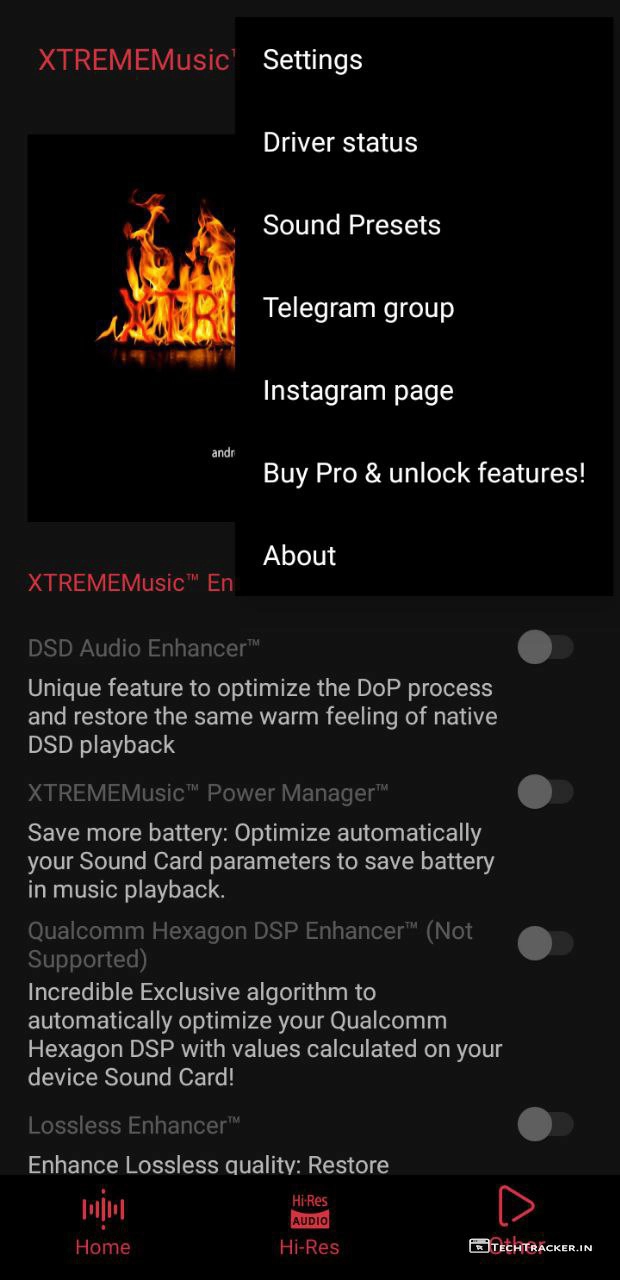 XTREMEMusic™
Settings
Driver status
Sound Presets
Telegram group
Instagram page
Buy Pro & unlock features!
About
XTR
andr
XTREMEMusic™ En
DSD Audio Enhancer™
Unique feature to optimize the DoP process
and restore the same warm feeling of native
DSD playback
XTREMEMusic™ Power Manager™
Save more battery: Optimize automatically
your Sound Card parameters to save battery
in music playback.
Qualcomm Hexagon DSP Enhancer™ (Not
Supported)
Incredible Exclusive algorithm to
automatically optimize your Qualcomm
Hexagon DSP with values calculated on your
device Sound Card!
Lossless Enhancer™
Enhance Lossless quality: Restore
Hi-Res
AUDIO
Home
Hi-Res
Other
TECHTRACKER.IN